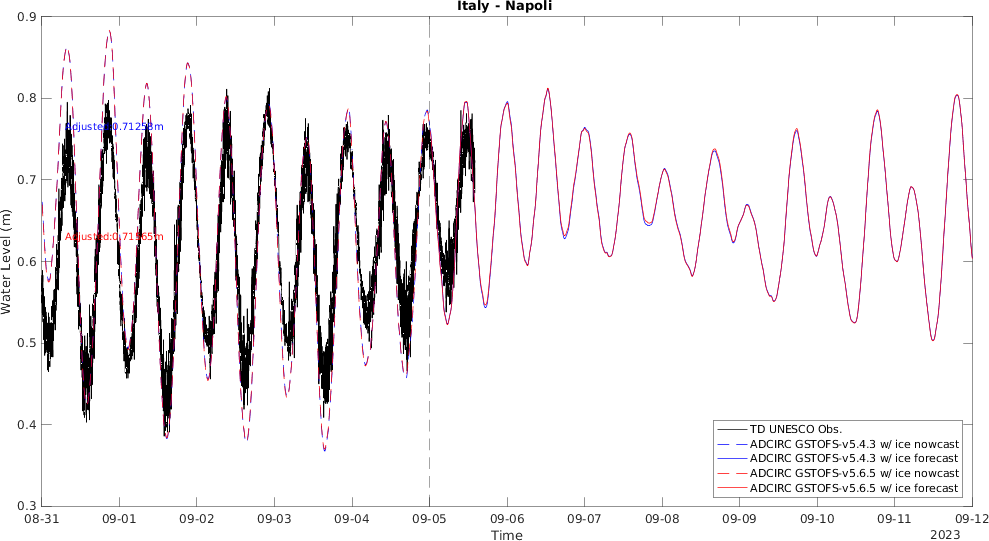 Italy - Napoli
0.9
0.8
0.7
0.6
0.5
0.4
0.3
Water Level (m)
Adjusted:0.71253m
Adjusted:0.71965m
TD UNESCO Obs.
ADCIRC GSTOFS-v5.4.3 w/ ice nowcast
ADCIRC GSTOFS-v5.4.3 w/ ice forecast
ADCIRC GSTOFS-v5.6.5 w/ ice nowcast
ADCIRC GSTOFS-v5.6.5 w/ ice forecast
08-31 09-01 09-02 09-03 09-04 09-05 09-06 09-07 09-08 09-09 09-10 09-11 09-12
Time
2023